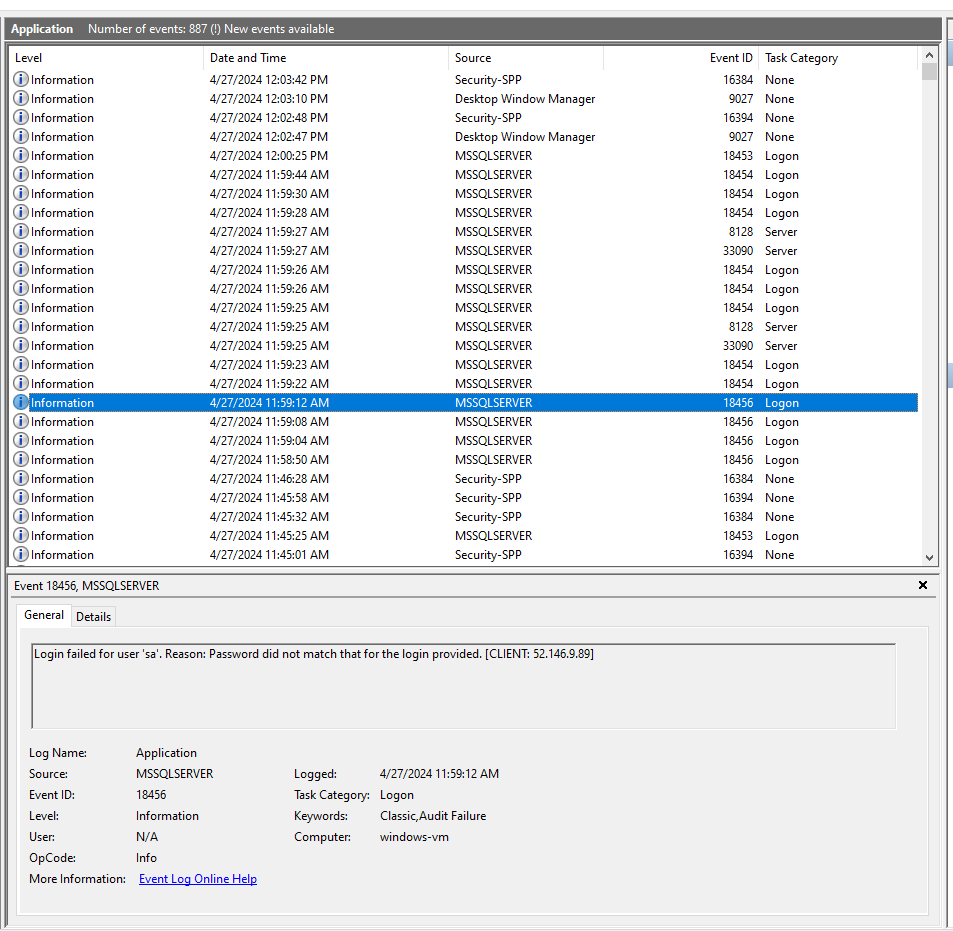 Application Number of events: 887 (!) New events available
Level Date and Time Source Event ID Task Category
Information 4/27/2024 12:03:42 PM Security-SPP 16384 None
Information 4/27/2024 12:03:10 PM Desktop Window Manager 9027 None
Information 4/27/2024 12:02:48 PM Security-SPP 16394 None
Information 4/27/2024 12:02:47 PM Desktop Window Manager 9027 None
Information 4/27/2024 12:00:25 PM MSSQLSERVER 18453 Logon
Information 4/27/2024 11:59:44 AM MSSQLSERVER 18454 Logon
Information 4/27/2024 11:59:30 AM MSSQLSERVER 18454 Logon
Information 4/27/2024 11:59:28 AM MSSQLSERVER 18454 Logon
Information 4/27/2024 11:59:27 AM MSSQLSERVER 8128 Server
Information 4/27/2024 11:59:27 AM MSSQLSERVER 33090 Server
Information 4/27/2024 11:59:26 AM MSSQLSERVER 18454 Logon
Information 4/27/2024 11:59:26 AM MSSQLSERVER 18454 Logon
Information 4/27/2024 11:59:25 AM MSSQLSERVER 18454 Logon
Information 4/27/2024 11:59:25 AM MSSQLSERVER 8128 Server
Information 4/27/2024 11:59:25 AM MSSQLSERVER 33090 Server
Information 4/27/2024 11:59:23 AM MSSQLSERVER 18454 Logon
Information 4/27/2024 11:59:22 AM MSSQLSERVER 18454 Logon
Information 4/27/2024 11:59:12 AM MSSQLSERVER 18456 Logon
Information 4/27/2024 11:59:08 AM MSSQLSERVER 18456 Logon
Information 4/27/2024 11:59:04 AM MSSQLSERVER 18456 Logon
Information 4/27/2024 11:58:50 AM MSSQLSERVER 18456 Logon
Information 4/27/2024 11:46:28 AM Security-SPP 16384 None
Information 4/27/2024 11:45:58 AM Security-SPP 16394 None
Information 4/27/2024 11:45:32 AM Security-SPP 16384 None
Information 4/27/2024 11:45:25 AM MSSQLSERVER 18453 Logon
Information 4/27/2024 11:45:01 AM Security-SPP 16394 None
Event 18456, MSSQLSERVER
General Details
Login failed for user 'sa'. Reason: Password did not match that for the login provided. [CLIENT: 52.146.9.89]
Log Name: Application
Source: MSSQLSERVER Logged: 4/27/2024 11:59:12 AM
Event ID: 18456 Task Category: Logon
Level: Information Keywords: Classic,Audit Failure
User: N/A Computer: windows-vm
OpCode: Info
More Information: Event Log Online Help